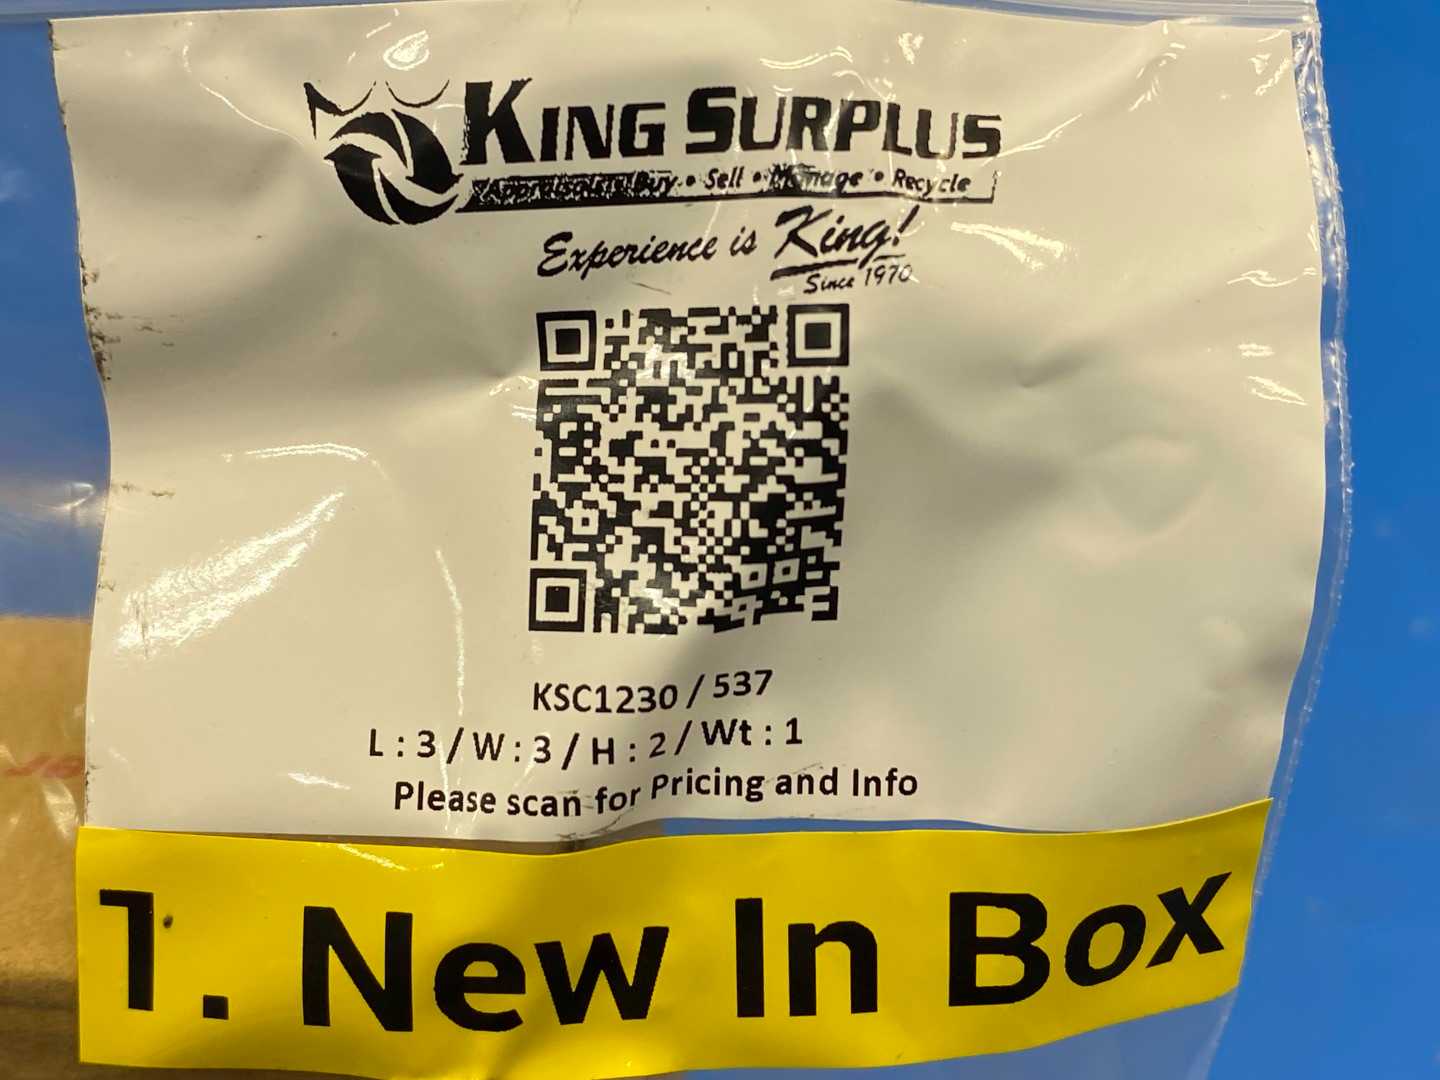 KING SURPLUS
Appraisals • Buy • Sell • Manage • Recycle
Experience is King!
Since 1970
KSC1230 / 537
L : 3 / W : 3 / H : 2 / Wt : 1
Please scan for Pricing and Info
1. New In Box